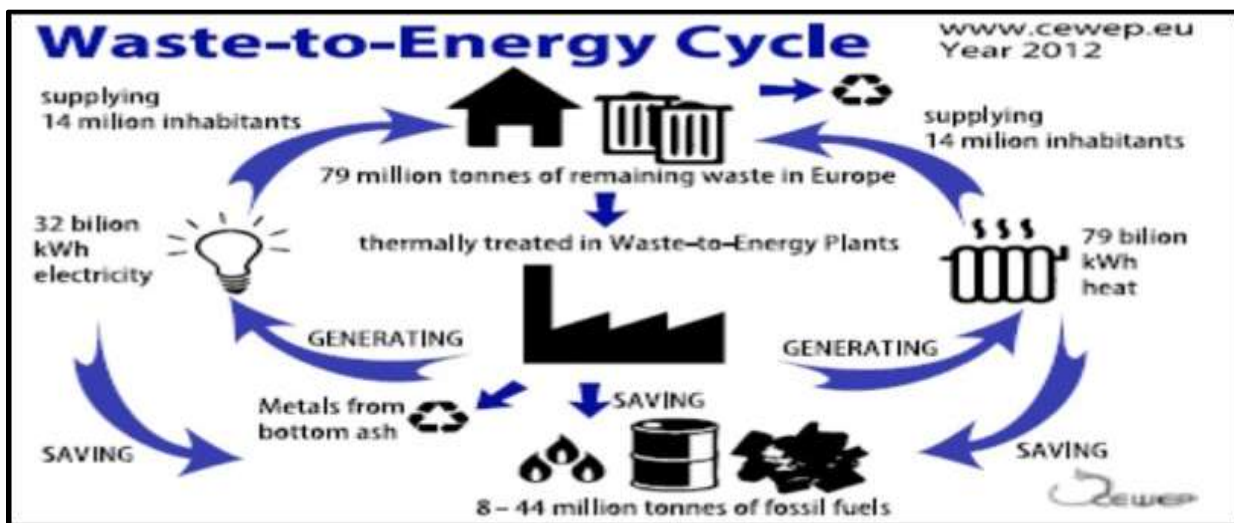 Waste-to-Energy Cycle
www.cewep.eu
Year 2012
supplying
14 milion inhabitants
supplying
14 milion inhabitants
79 million tonnes of remaining waste in Europe
32 bilion
kWh
electricity
thermally treated in Waste-to-Energy Plants
79 bilion
kWh
heat
GENERATING
GENERATING
Metals from
bottom ash
SAVING
SAVING
SAVING
8 - 44 million tonnes of fossil fuels
CEWEP